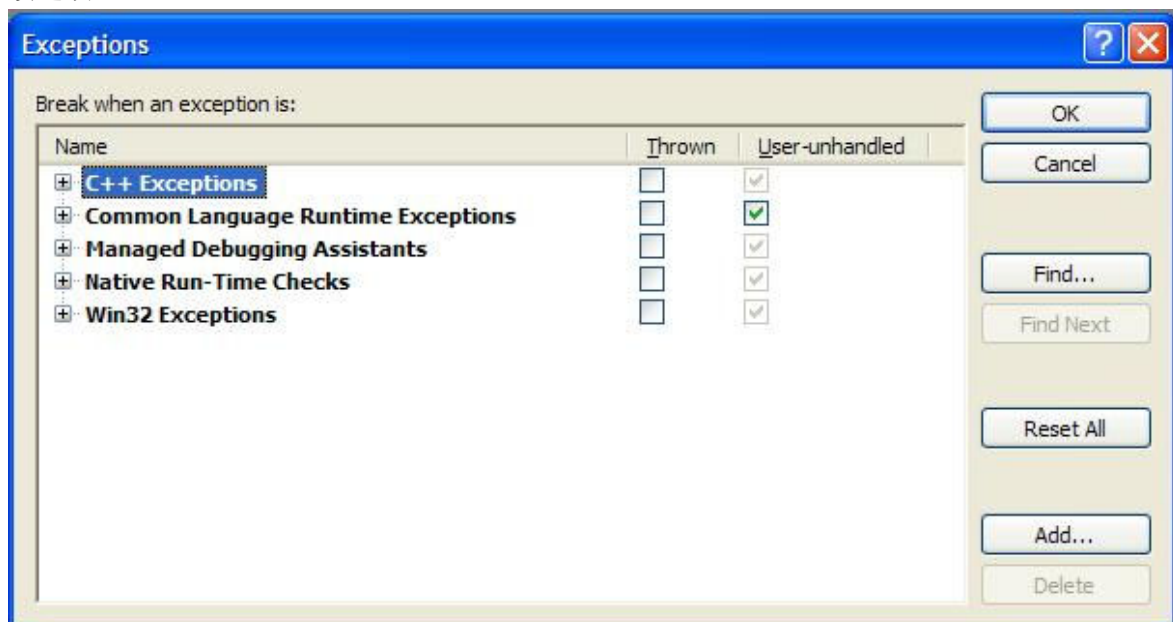 Exceptions
Break when an exception is:
OK
Name Thrown User-unhandled
Cancel
C++ Exceptions
Common Language Runtime Exceptions
Managed Debugging Assistants
Native Run-Time Checks
Win32 Exceptions
Find...
Find Next
Reset All
Add...
Delete